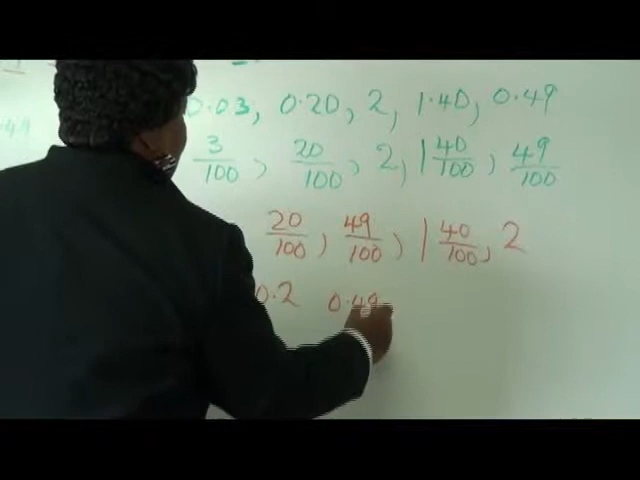 0.03, 0.20, 2, 1.40, 0.49
3/100, 20/100, 2, 1 40/100, 49/100
20/100, 49/100, 1 40/100, 2
0.2 0.49